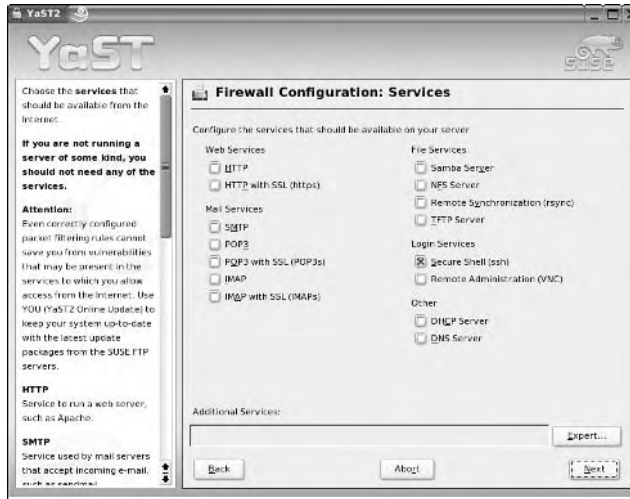 YaST2
YaST
SUSE
Choose the services that
should be available from the
Internet.
If you are not running a
server of some kind, you
should not need any of the
services.
Attention:
Even correctly configured
packet filtering rules cannot
save you from vulnerabilities
that may be present in the
services to which you allow
access from the Internet. Use
YOU (YaST2 Online Update) to
keep your system up-to-date
with the latest update
packages from the SUSE FTP
servers.
HTTP
Service to run a web server,
such as Apache.
SMTP
Service used by mail servers
that accept incoming e-mail,
such as sendmail
Firewall Configuration: Services
Configure the services that should be available on your server
Web Services
HTTP
HTTP with SSL (https)
Mail Services
SMTP
POP3
POP3 with SSL (POP3s)
IMAP
IMAP with SSL (IMAPs)
File Services
Samba Server
NFS Server
Remote Synchronization (rsync)
TFTP Server
Login Services
Secure Shell (ssh)
Remote Administration (VNC)
Other
DHCP Server
DNS Server
Additional Services:
Expert...
Back
Abort
Next